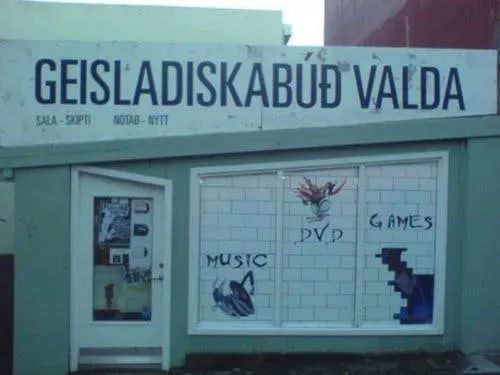 GEISLADISKABÚÐ VALDA
SALA - SKIPTI NOTAÐ - NÝTT
MUSIC
DVD
GAMES